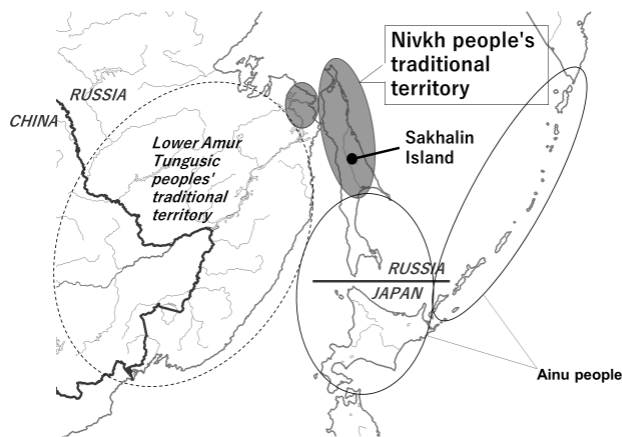 Nivkh people's
traditional
territory
RUSSIA
CHINA
Lower Amur
Tungusic
peoples'
traditional
territory
Sakhalin
Island
RUSSIA
JAPAN
Ainu people